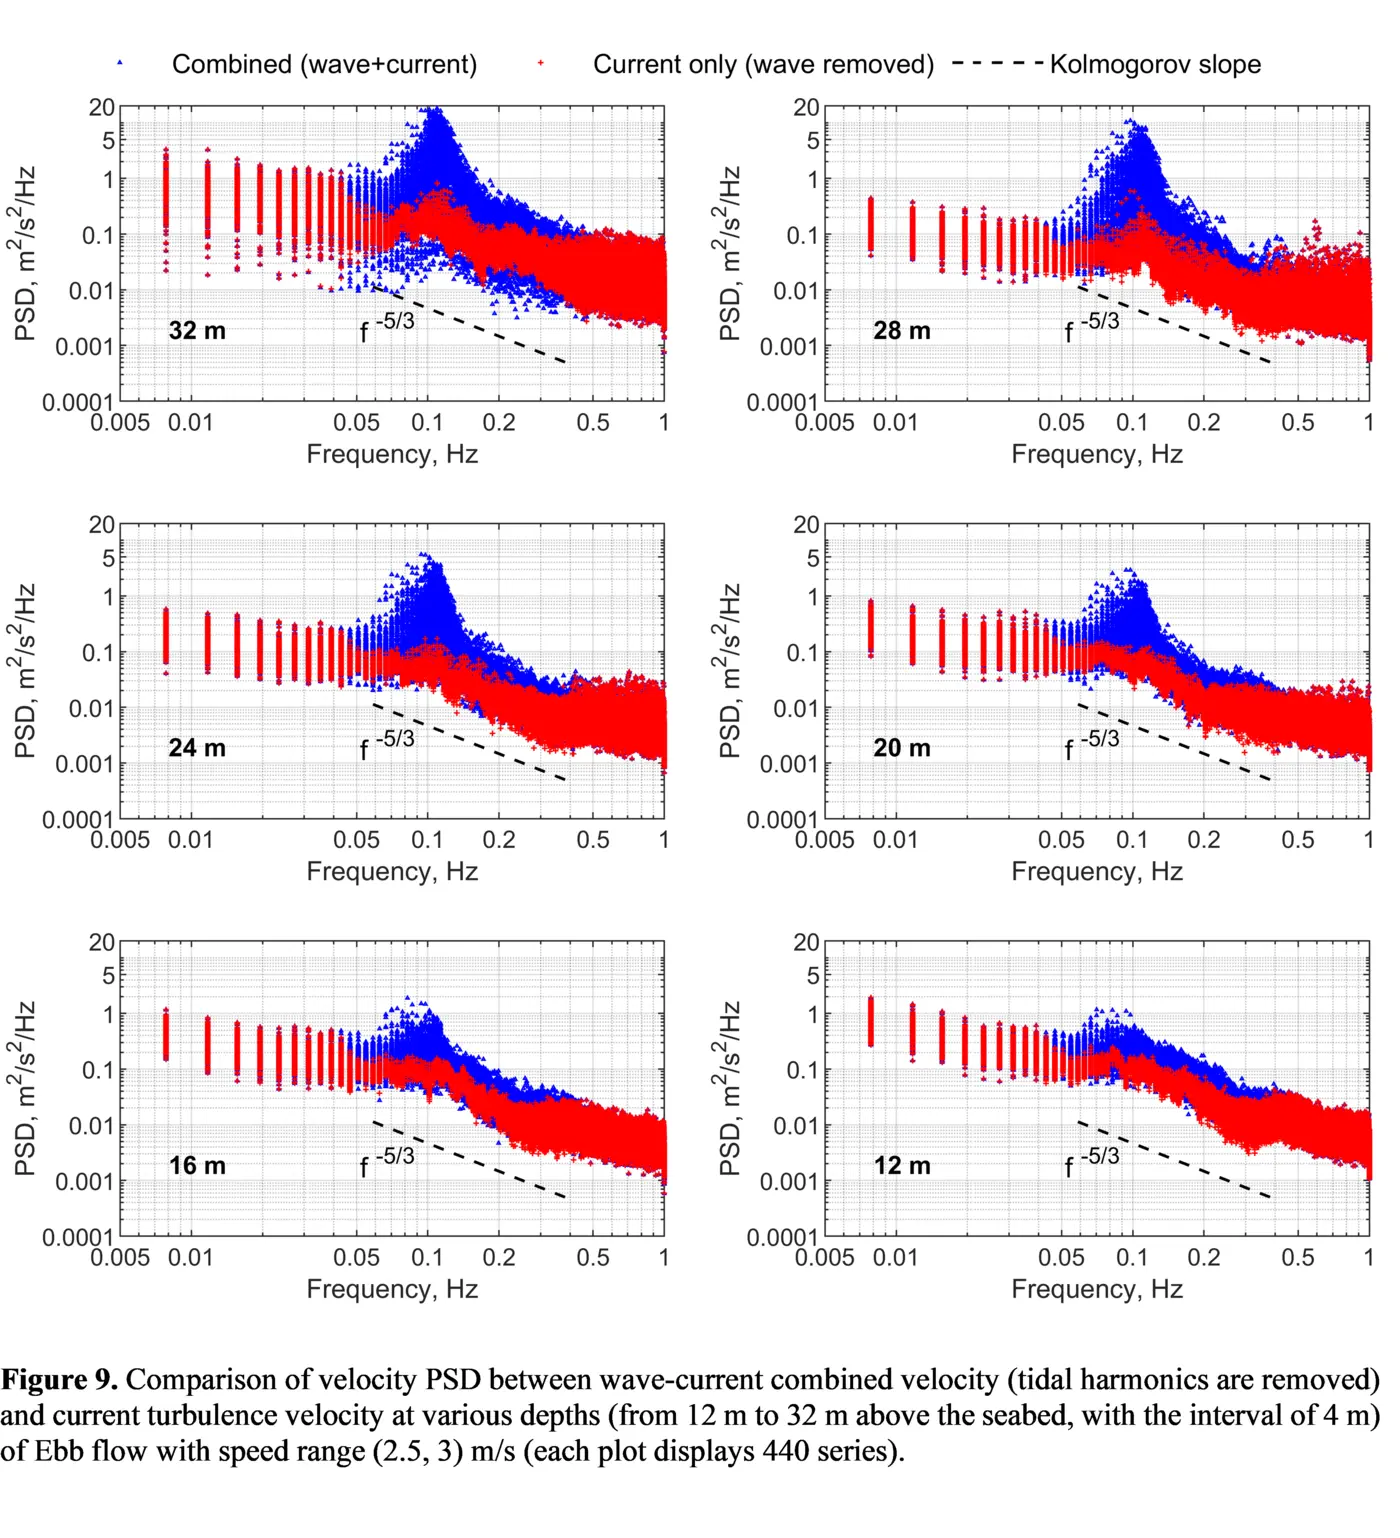 Combined (wave+current) Current only (wave removed) Kolmogorov slope
20 20
5 5
1 1
0.1 0.1
0.01 0.01
0.001 0.001
0.0001 0.0001
PSD, m²/s²/Hz PSD, m²/s²/Hz
32 m f -5/3 28 m f -5/3
0.005 0.01 0.05 0.1 0.2 0.5 1 0.005 0.01 0.05 0.1 0.2 0.5 1
Frequency, Hz Frequency, Hz
20 20
5 5
1 1
0.1 0.1
0.01 0.01
0.001 0.001
0.0001 0.0001
PSD, m²/s²/Hz PSD, m²/s²/Hz
24 m f -5/3 20 m f -5/3
0.005 0.01 0.05 0.1 0.2 0.5 1 0.005 0.01 0.05 0.1 0.2 0.5 1
Frequency, Hz Frequency, Hz
20 20
5 5
1 1
0.1 0.1
0.01 0.01
0.001 0.001
0.0001 0.0001
PSD, m²/s²/Hz PSD, m²/s²/Hz
16 m f -5/3 12 m f -5/3
0.005 0.01 0.05 0.1 0.2 0.5 1 0.005 0.01 0.05 0.1 0.2 0.5 1
Frequency, Hz Frequency, Hz
Figure 9. Comparison of velocity PSD between wave-current combined velocity (tidal harmonics are removed)
and current turbulence velocity at various depths (from 12 m to 32 m above the seabed, with the interval of 4 m)
of Ebb flow with speed range (2.5, 3) m/s (each plot displays 440 series).